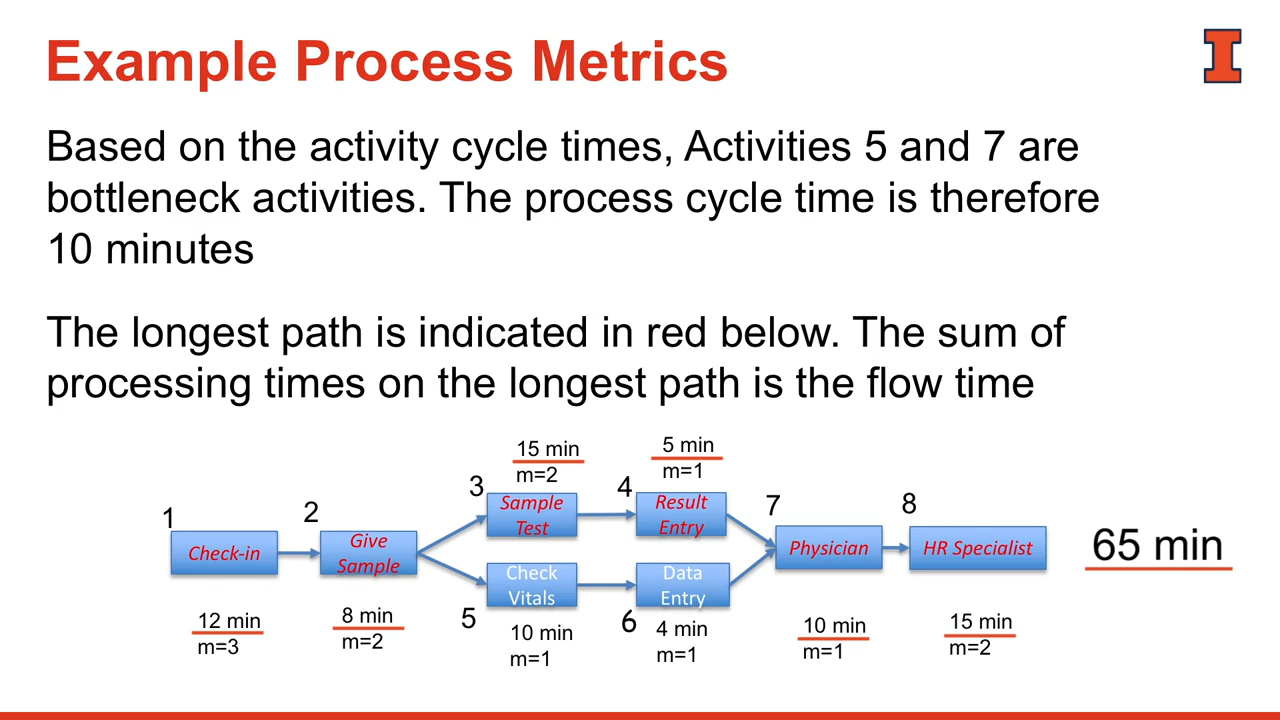 Example Process Metrics
Based on the activity cycle times, Activities 5 and 7 are
bottleneck activities. The process cycle time is therefore
10 minutes
The longest path is indicated in red below. The sum of
processing times on the longest path is the flow time
1
Check-in
12 min
m=3
2
Give
Sample
8 min
m=2
3
15 min
m=2
Sample
Test
4
5 min
m=1
Result
Entry
5
Check
Vitals
10 min
m=1
6
Data
Entry
4 min
m=1
7
Physician
10 min
m=1
8
HR Specialist
15 min
m=2
65 min